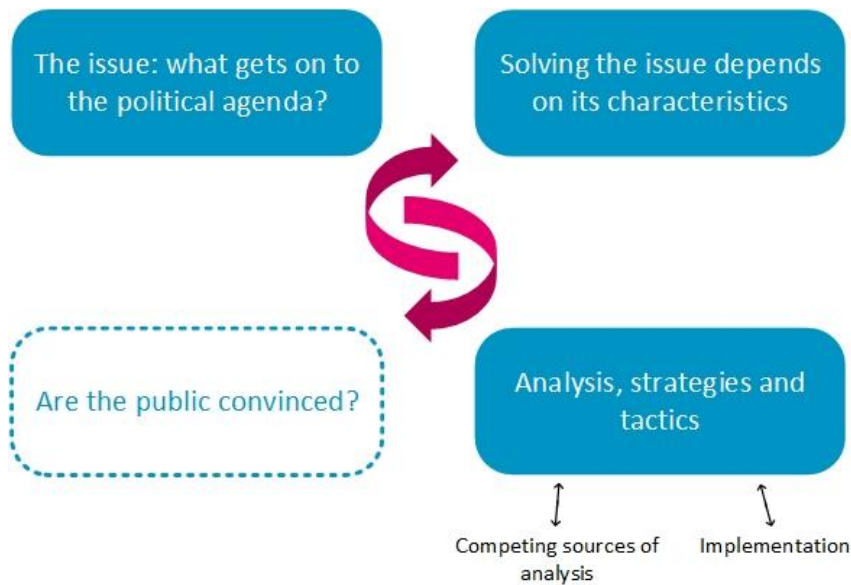 The issue: what gets on to
the political agenda?
Solving the issue depends
on its characteristics
Are the public convinced?
Analysis, strategies and
tactics
Competing sources of
analysis
Implementation